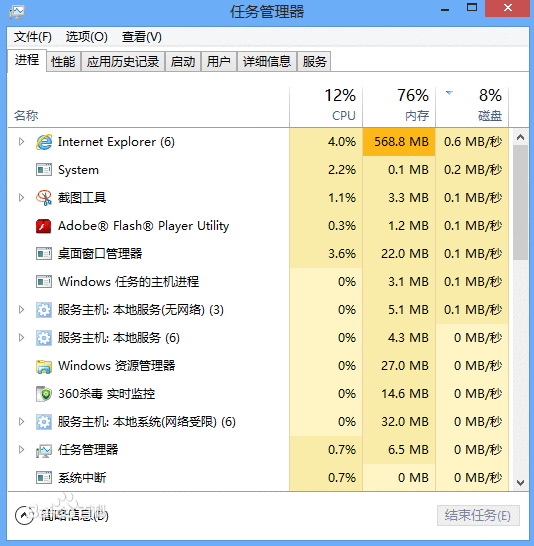 任务管理器
文件(F) 选项(O) 查看(V)
进程 性能 应用历史记录 启动 用户 详细信息 服务
12% 76% 8%
名称 CPU 内存 磁盘
Internet Explorer (6) 4.0% 568.8 MB 0.6 MB/秒
System 2.2% 0.1 MB 0.2 MB/秒
截图工具 1.1% 3.3 MB 0.1 MB/秒
Adobe® Flash® Player Utility 0.3% 1.2 MB 0.1 MB/秒
桌面窗口管理器 3.6% 22.0 MB 0.1 MB/秒
Windows 任务的主机进程 0% 3.1 MB 0.1 MB/秒
服务主机: 本地服务(无网络) (3) 0% 5.1 MB 0.1 MB/秒
服务主机: 本地服务 (6) 0% 4.3 MB 0 MB/秒
Windows 资源管理器 0% 27.0 MB 0 MB/秒
360杀毒 实时监控 0% 14.6 MB 0 MB/秒
服务主机: 本地系统(网络受限) (6) 0% 32.0 MB 0 MB/秒
任务管理器 0.7% 6.5 MB 0 MB/秒
系统中断 0.7% 0 MB 0 MB/秒
简略信息(D) 结束任务(E)